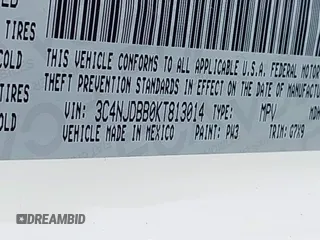 TIRES
THIS VEHICLE CONFORMS TO ALL APPLICABLE U.S.A. FEDERAL MOTOR
COLD
THEFT PREVENTION STANDARDS IN EFFECT ON THE DATE OF M
TIRES
VIN: 3C4NJDBB0KT813014 TYPE: MPV MDH
COLD
VEHICLE MADE IN MEXICO PAINT: PW3 TRIM: G7X9
DREAMBID